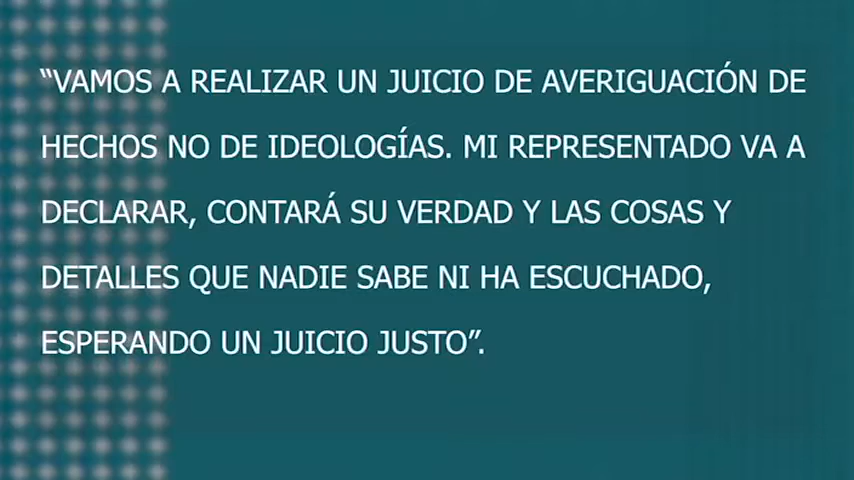 “VAMOS A REALIZAR UN JUICIO DE AVERIGUACIÓN DE
HECHOS NO DE IDEOLOGÍAS. MI REPRESENTADO VA A
DECLARAR, CONTARÁ SU VERDAD Y LAS COSAS Y
DETALLES QUE NADIE SABE NI HA ESCUCHADO,
ESPERANDO UN JUICIO JUSTO”.